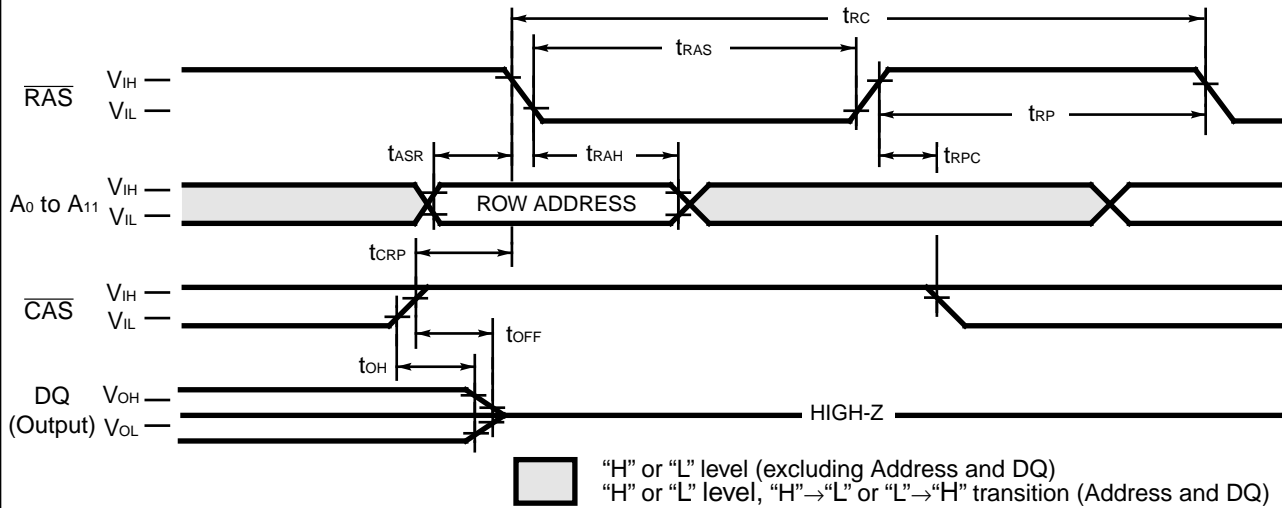 tRC
tRAS
RAS
VIH
VIL
tRP
tASR
tRAH
tRPC
A0 to A11
VIH
VIL
ROW ADDRESS
tCRP
CAS
VIH
VIL
tOFF
tOH
DQ
(Output)
VOH
VOL
HIGH-Z
“H” or “L” level (excluding Address and DQ)
“H” or “L” level, “H”→“L” or “L”→“H” transition (Address and DQ)